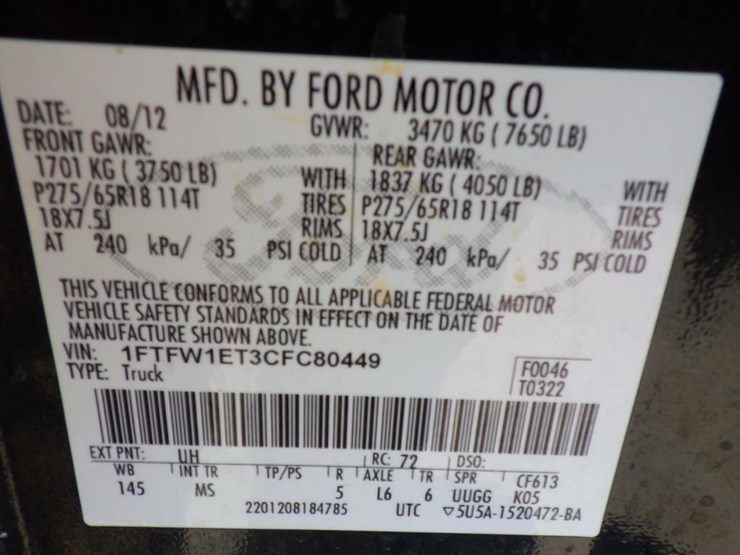 MFD. BY FORD MOTOR CO.
DATE: 08/12 GVWR: 3470 KG ( 7650 LB)
FRONT GAWR: REAR GAWR:
1701 KG ( 3750 LB) WITH 1837 KG ( 4050 LB) WITH
P275/65R18 114T TIRES P275/65R18 114T TIRES
18X7.5J RIMS 18X7.5J RIMS
AT 240 kPa/ 35 PSI COLD AT 240 kPa/ 35 PSI COLD
THIS VEHICLE CONFORMS TO ALL APPLICABLE FEDERAL MOTOR
VEHICLE SAFETY STANDARDS IN EFFECT ON THE DATE OF
MANUFACTURE SHOWN ABOVE.
VIN: 1FTFW1ET3CFC80449 F0046
TYPE: Truck T0322
EXT PNT: UH RC: 72 DSO:
WB INT TR TP/PS R AXLE TR SPR CF613
145 MS 5 L6 6 UUGG K05
2201208184785 UTC ▽5U5A-1520472-BA